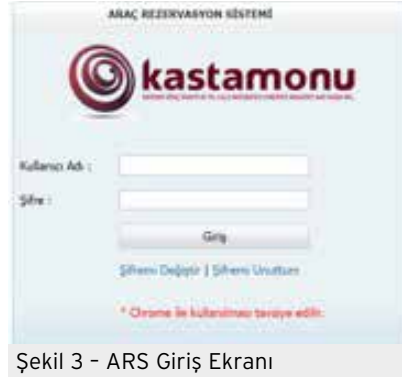 ARAÇ REZERVASYON SİSTEMİ
kastamonu
Kullanıcı Adı :
Şifre :
Giriş
Şifremi Değiştir | Şifremi Unuttum
* Chrome ile kullanılması tavsiye edilir.
Şekil 3 – ARS Giriş Ekranı